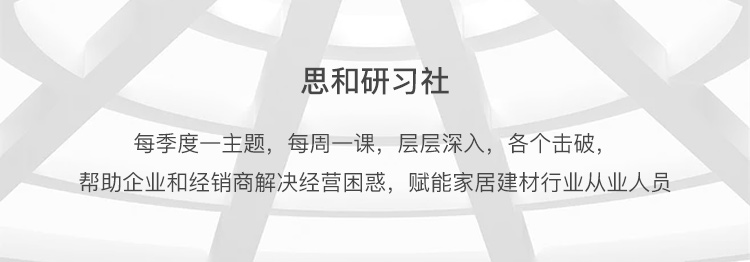 思和研习社
每季度一主题，每周一课，层层深入，各个击破，
帮助企业和经销商解决经营困惑，赋能家居建材行业从业人员